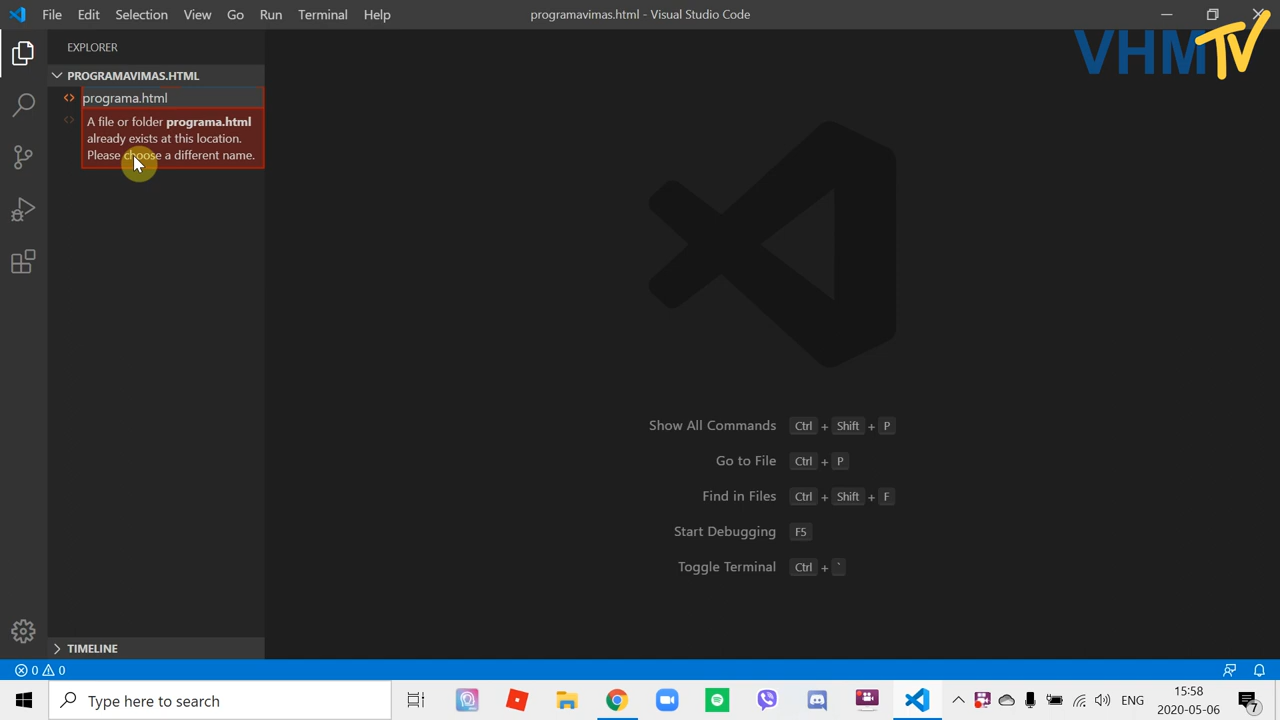 File Edit Selection View Go Run Terminal Help
programavimas.html - Visual Studio Code
VHMTV
EXPLORER
PROGRAMAVIMAS.HTML
programa.html
A file or folder programa.html
already exists at this location.
Please choose a different name.
Show All Commands Ctrl + Shift + P
Go to File Ctrl + P
Find in Files Ctrl + Shift + F
Start Debugging F5
Toggle Terminal Ctrl + `
TIMELINE
0 0
Type here to search
ENG
15:58
2020-05-06
7